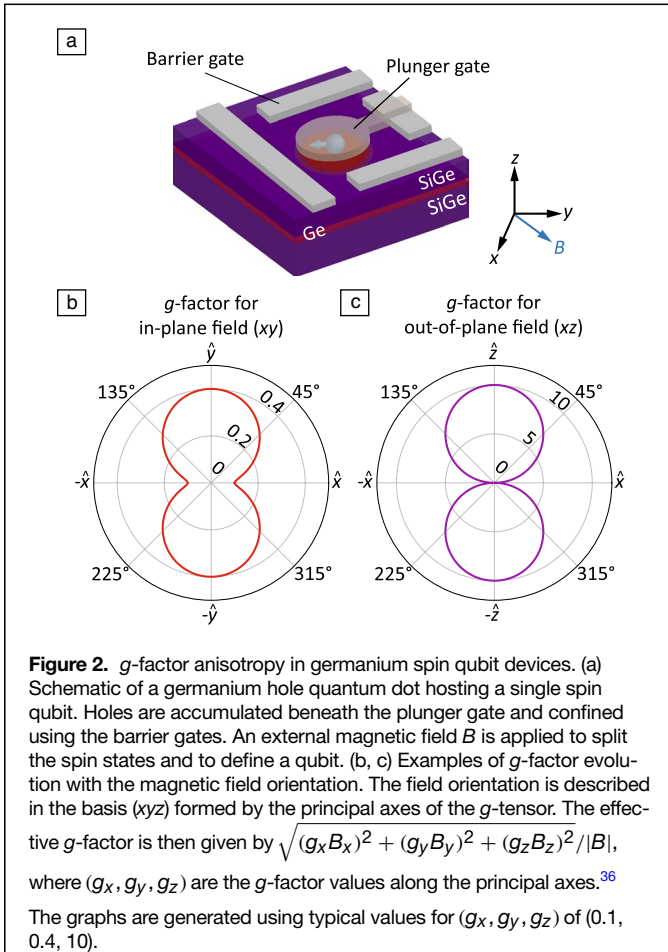 a
Barrier gate
Plunger gate
SiGe
SiGe
Ge
z
y
x
B
b
g-factor for
in-plane field (xy)
ŷ
135°
45°
0.4
0.2
0
-x̂
x̂
225°
315°
-ŷ
c
g-factor for
out-of-plane field (xz)
ẑ
135°
45°
10
5
0
-x̂
x̂
225°
315°
-ẑ
Figure 2. g-factor anisotropy in germanium spin qubit devices. (a)
Schematic of a germanium hole quantum dot hosting a single spin
qubit. Holes are accumulated beneath the plunger gate and confined
using the barrier gates. An external magnetic field B is applied to split
the spin states and to define a qubit. (b, c) Examples of g-factor evolu-
tion with the magnetic field orientation. The field orientation is described
in the basis (xyz) formed by the principal axes of the g-tensor. The effec-
tive g-factor is then given by √((gₓBₓ)² + (g_yB_y)² + (g_zB_z)²)/|B|,
where (gₓ, g_y, g_z) are the g-factor values along the principal axes.³⁶
The graphs are generated using typical values for (gₓ, g_y, g_z) of (0.1,
0.4, 10).